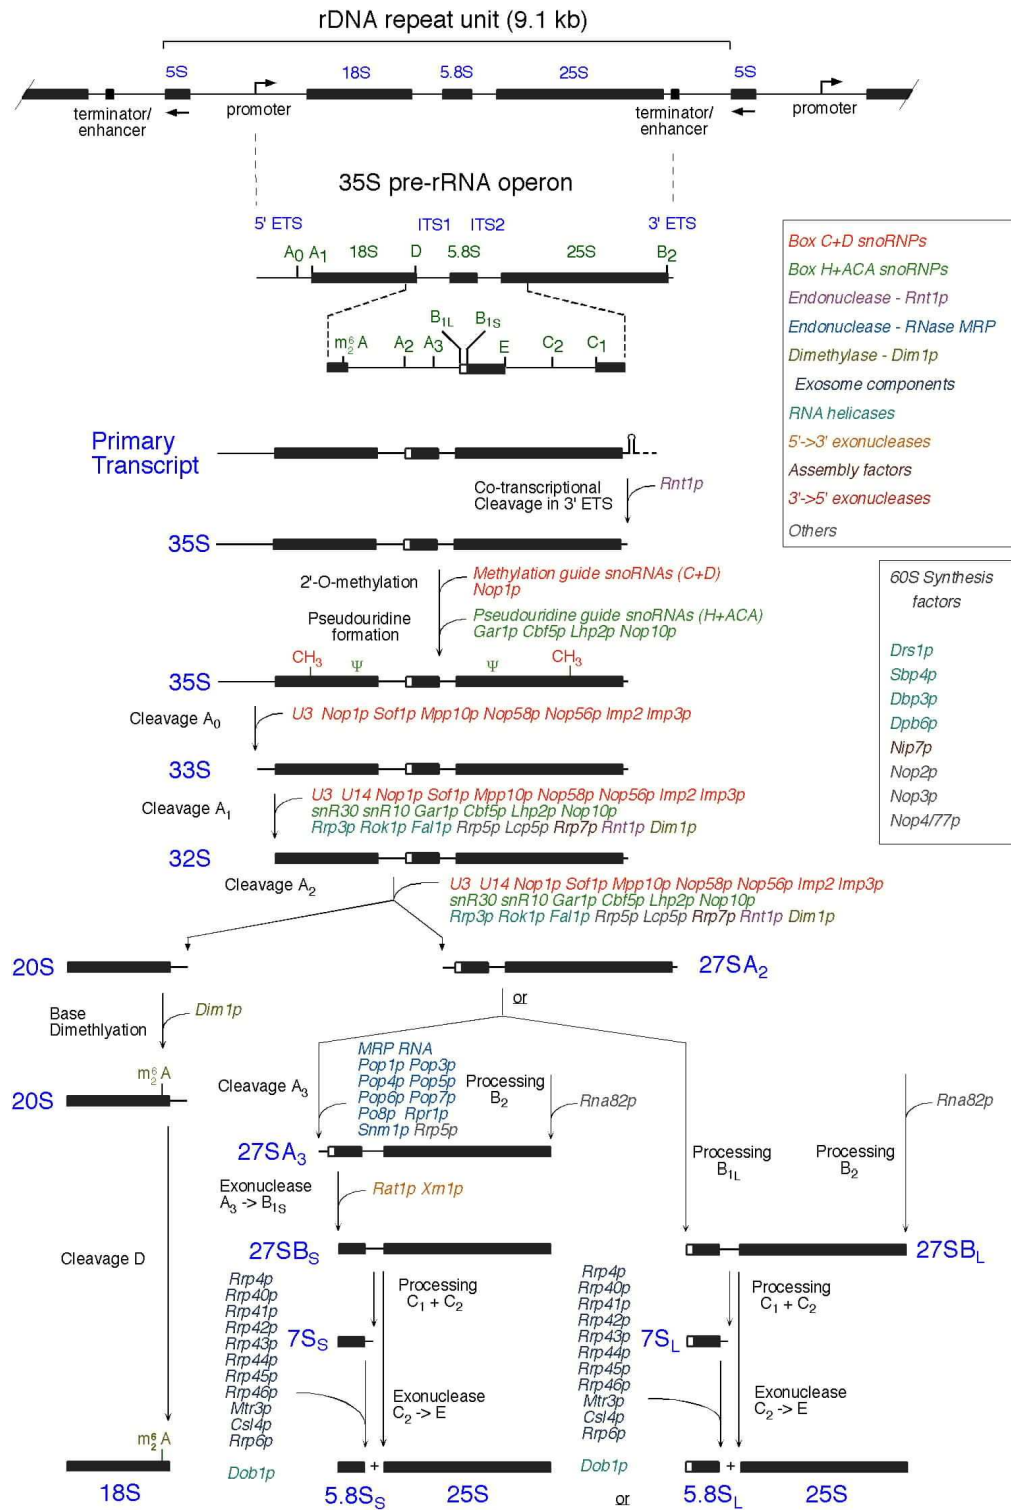 rDNA repeat unit (9.1 kb)
5S 18S 5.8S 25S 5S
terminator/
enhancer
promoter
terminator/
enhancer
promoter
35S pre-rRNA operon
5' ETS ITS1 ITS2 3' ETS
A0 A1 18S D 5.8S 25S B2
B1L B1S
m62A A2 A3 E C2 C1
Box C+D snoRNPs
Box H+ACA snoRNPs
Endonuclease - Rnt1p
Endonuclease - RNase MRP
Dimethylase - Dim1p
Exosome components
RNA helicases
5'->3' exonucleases
Assembly factors
3'->5' exonucleases
Others
60S Synthesis
factors
Drs1p
Sbp4p
Dbp3p
Dpb6p
Nip7p
Nop2p
Nop3p
Nop4/77p
Primary
Transcript
Co-transcriptional
Cleavage in 3' ETS
Rnt1p
35S
2'-O-methylation
Methylation guide snoRNAs (C+D)
Nop1p
Pseudouridine
formation
Pseudouridine guide snoRNAs (H+ACA)
Gar1p Cbf5p Lhp2p Nop10p
CH3 Ψ Ψ CH3
35S
Cleavage A0
U3 Nop1p Sof1p Mpp10p Nop58p Nop56p Imp2 Imp3p
33S
Cleavage A1
U3 U14 Nop1p Sof1p Mpp10p Nop58p Nop56p Imp2 Imp3p
snR30 snR10 Gar1p Cbf5p Lhp2p Nop10p
Rrp3p Rok1p Fal1p Rrp5p Lcp5p Rrp7p Rnt1p Dim1p
32S
Cleavage A2
U3 U14 Nop1p Sof1p Mpp10p Nop58p Nop56p Imp2 Imp3p
snR30 snR10 Gar1p Cbf5p Lhp2p Nop10p
Rrp3p Rok1p Fal1p Rrp5p Lcp5p Rrp7p Rnt1p Dim1p
20S
27SA2
or
Base
Dimethlyation
Dim1p
m62A
20S
Cleavage A3
MRP RNA
Pop1p Pop3p
Pop4p Pop5p
Pop6p Pop7p
Po8p Rpr1p
Snm1p Rrp5p
Processing
B2
Rna82p
Rna82p
27SA3
Processing
B1L
Processing
B2
Exonuclease
A3 -> B1S
Rat1p Xrn1p
27SBS
27SBL
Cleavage D
Rrp4p
Rrp40p
Rrp41p
Rrp42p
Rrp43p
Rrp44p
Rrp45p
Rrp46p
Mtr3p
Csl4p
Rrp6p
Dob1p
Processing
C1 + C2
7SS
Exonuclease
C2 -> E
Rrp4p
Rrp40p
Rrp41p
Rrp42p
Rrp43p
Rrp44p
Rrp45p
Rrp46p
Mtr3p
Csl4p
Rrp6p
Dob1p
Processing
C1 + C2
7SL
Exonuclease
C2 -> E
m62A
+
+
18S
5.8SS 25S
or
5.8SL 25S